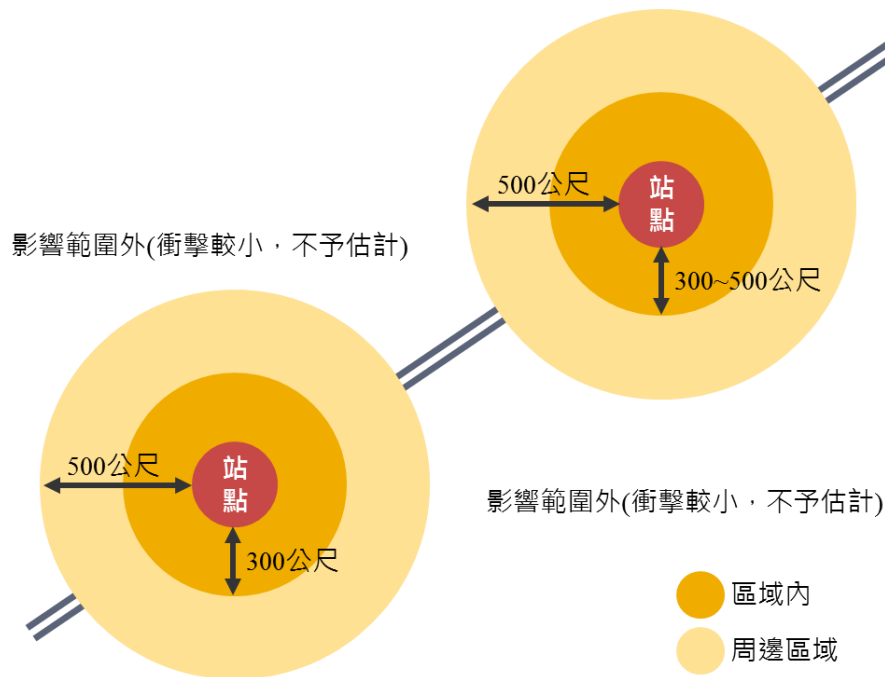 500公尺
站
點
300~500公尺
影響範圍外(衝擊較小，不予估計)
500公尺
站
點
300公尺
影響範圍外(衝擊較小，不予估計)
區域內
周邊區域